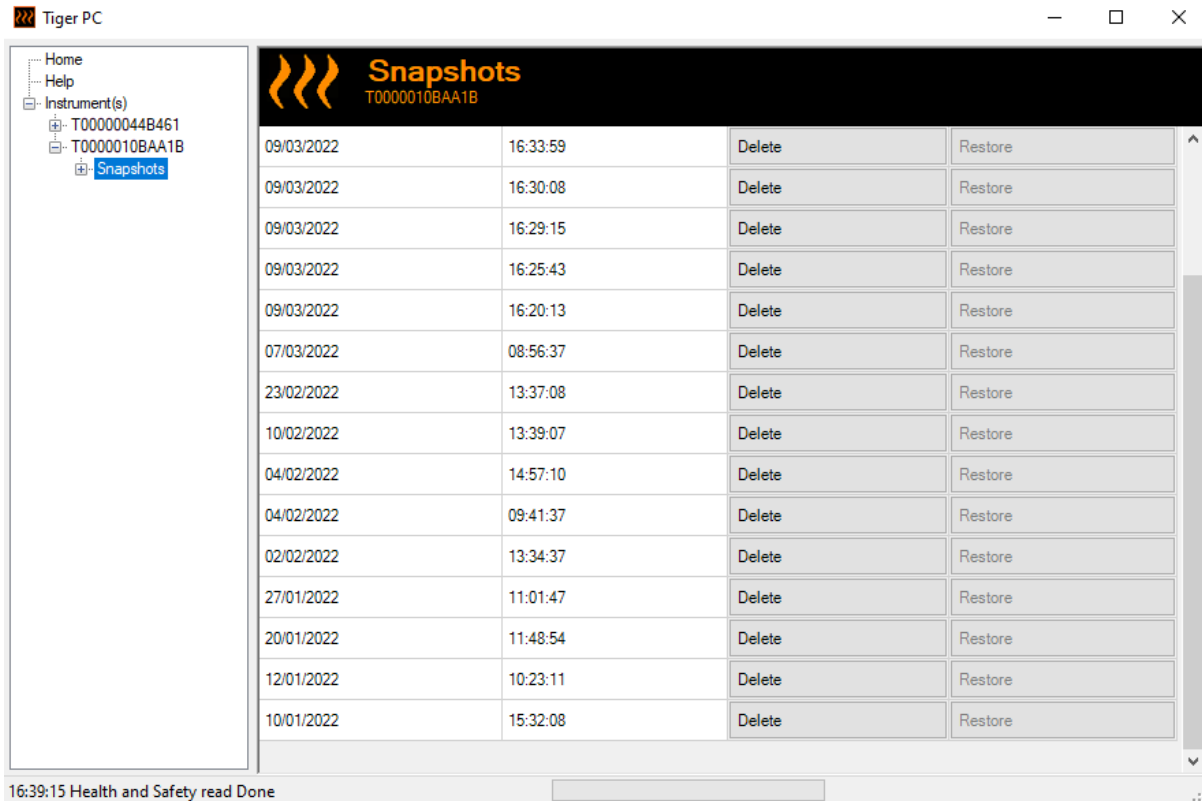 Tiger PC
Home
Help
Instrument(s)
T00000044B461
T0000010BAA1B
Snapshots
Snapshots
T0000010BAA1B
09/03/2022 16:33:59 Delete Restore
09/03/2022 16:30:08 Delete Restore
09/03/2022 16:29:15 Delete Restore
09/03/2022 16:25:43 Delete Restore
09/03/2022 16:20:13 Delete Restore
07/03/2022 08:56:37 Delete Restore
23/02/2022 13:37:08 Delete Restore
10/02/2022 13:39:07 Delete Restore
04/02/2022 14:57:10 Delete Restore
04/02/2022 09:41:37 Delete Restore
02/02/2022 13:34:37 Delete Restore
27/01/2022 11:01:47 Delete Restore
20/01/2022 11:48:54 Delete Restore
12/01/2022 10:23:11 Delete Restore
10/01/2022 15:32:08 Delete Restore
16:39:15 Health and Safety read Done